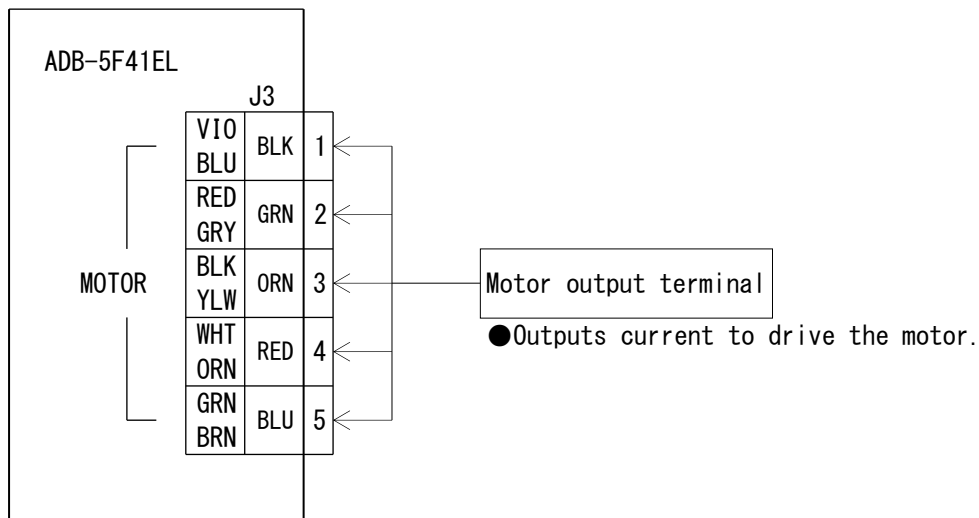 ADB-5F41EL
J3
VIO
BLU
BLK
1
RED
GRY
GRN
2
MOTOR
BLK
YLW
ORN
3
Motor output terminal
●Outputs current to drive the motor.
WHT
ORN
RED
4
GRN
BRN
BLU
5